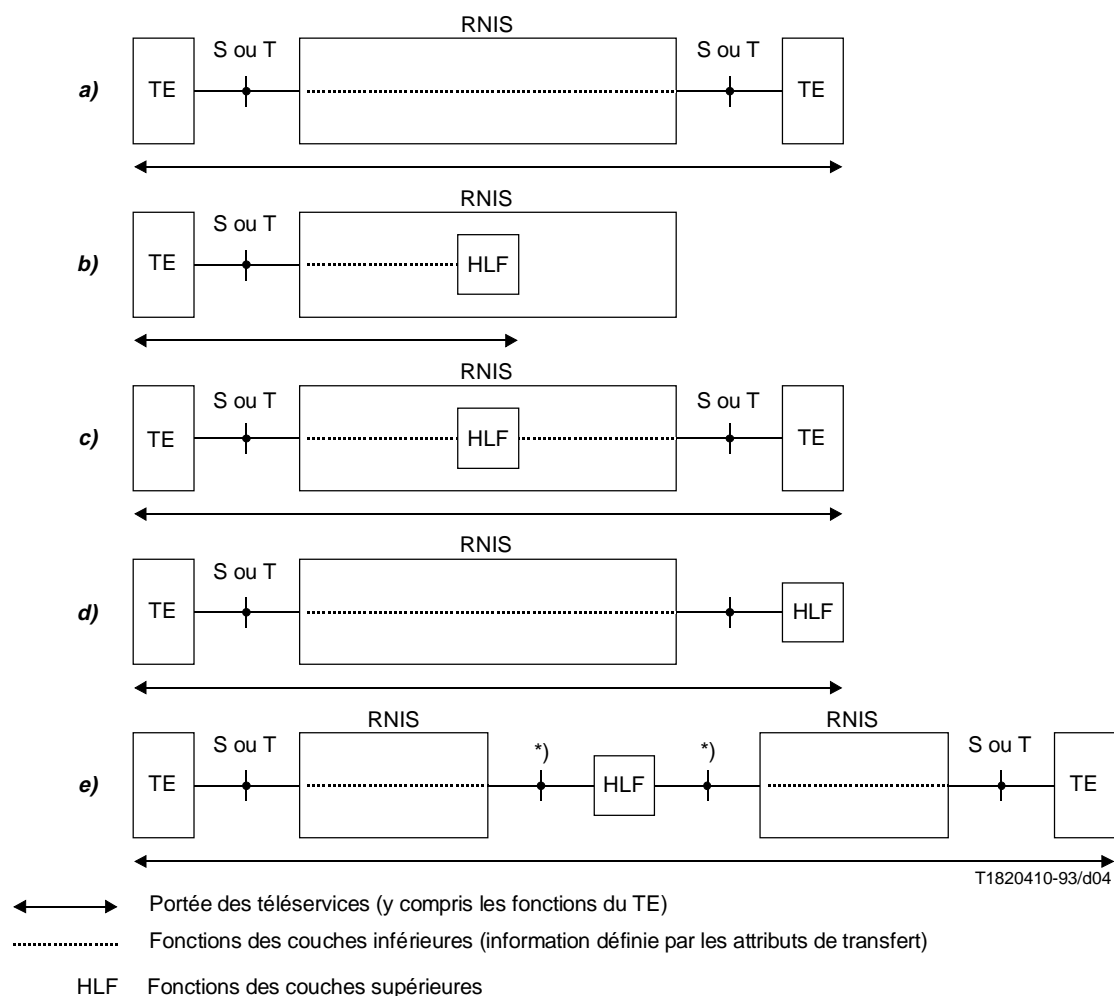 RNIS
S ou T
S ou T
a)
TE
TE
RNIS
S ou T
b)
TE
HLF
RNIS
S ou T
S ou T
c)
TE
HLF
TE
RNIS
S ou T
d)
TE
HLF
RNIS
RNIS
S ou T
*)
*)
S ou T
e)
TE
HLF
TE
T1820410-93/d04
Portée des téléservices (y compris les fonctions du TE)
Fonctions des couches inférieures (information définie par les attributs de transfert)
HLF Fonctions des couches supérieures